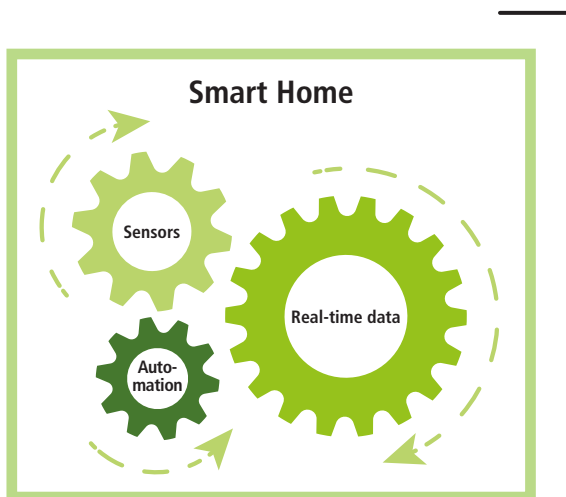 Smart Home
Sensors
Real-time data
Auto-
mation